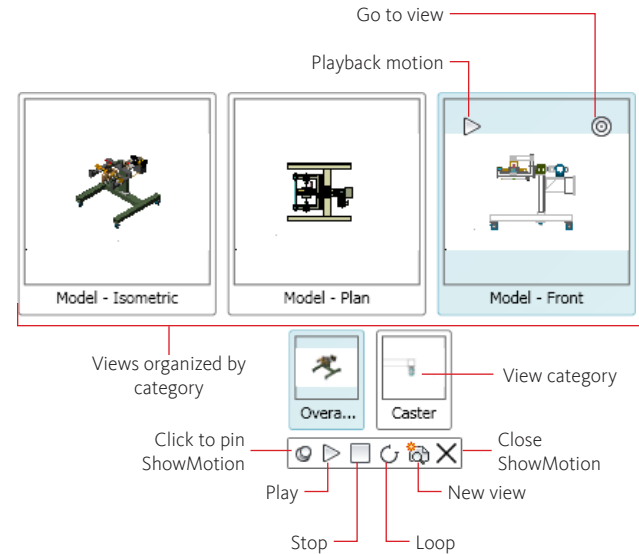 Go to view
Playback motion
Model - Isometric
Model - Plan
Model - Front
Views organized by
category
View category
Overa...
Caster
Click to pin
ShowMotion
Close
ShowMotion
Play
New view
Stop
Loop